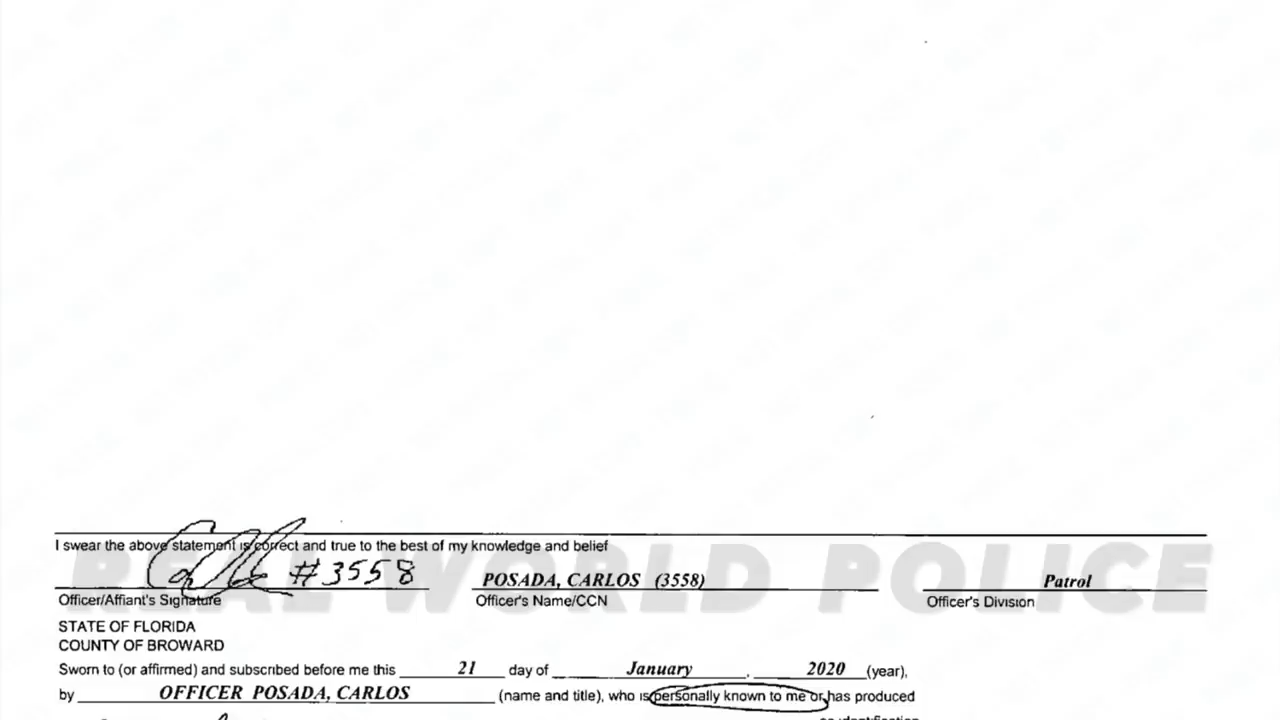 I swear the above statement is correct and true to the best of my knowledge and belief
#3558 POSADA, CARLOS (3558) Patrol
Officer/Affiant's Signature Officer's Name/CCN Officer's Division
REAL WORLD POLICE
STATE OF FLORIDA
COUNTY OF BROWARD
Sworn to (or affirmed) and subscribed before me this 21 day of January, 2020 (year),
by OFFICER POSADA, CARLOS (name and title), who is personally known to me or has produced
as identification